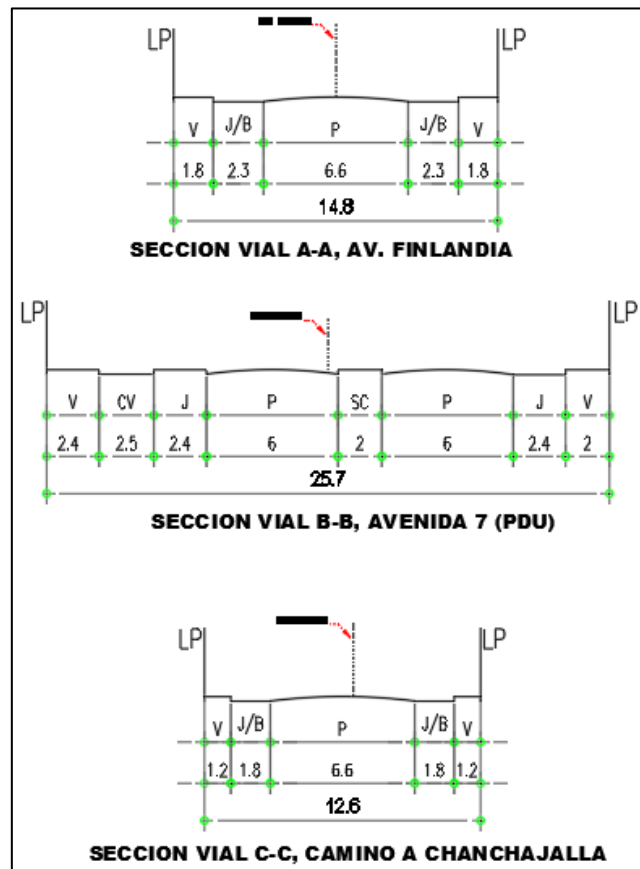 LP LP
V J/B P J/B V
1.8 2.3 6.6 2.3 1.8
14.8
SECCION VIAL A-A, AV. FINLANDIA
LP LP
V CV J P SC P J V
2.4 2.5 2.4 6 2 6 2.4 2
25.7
SECCION VIAL B-B, AVENIDA 7 (PDU)
LP LP
V J/B P J/B V
1.2 1.8 6.6 1.8 1.2
12.6
SECCION VIAL C-C, CAMINO A CHANCHAJALLA